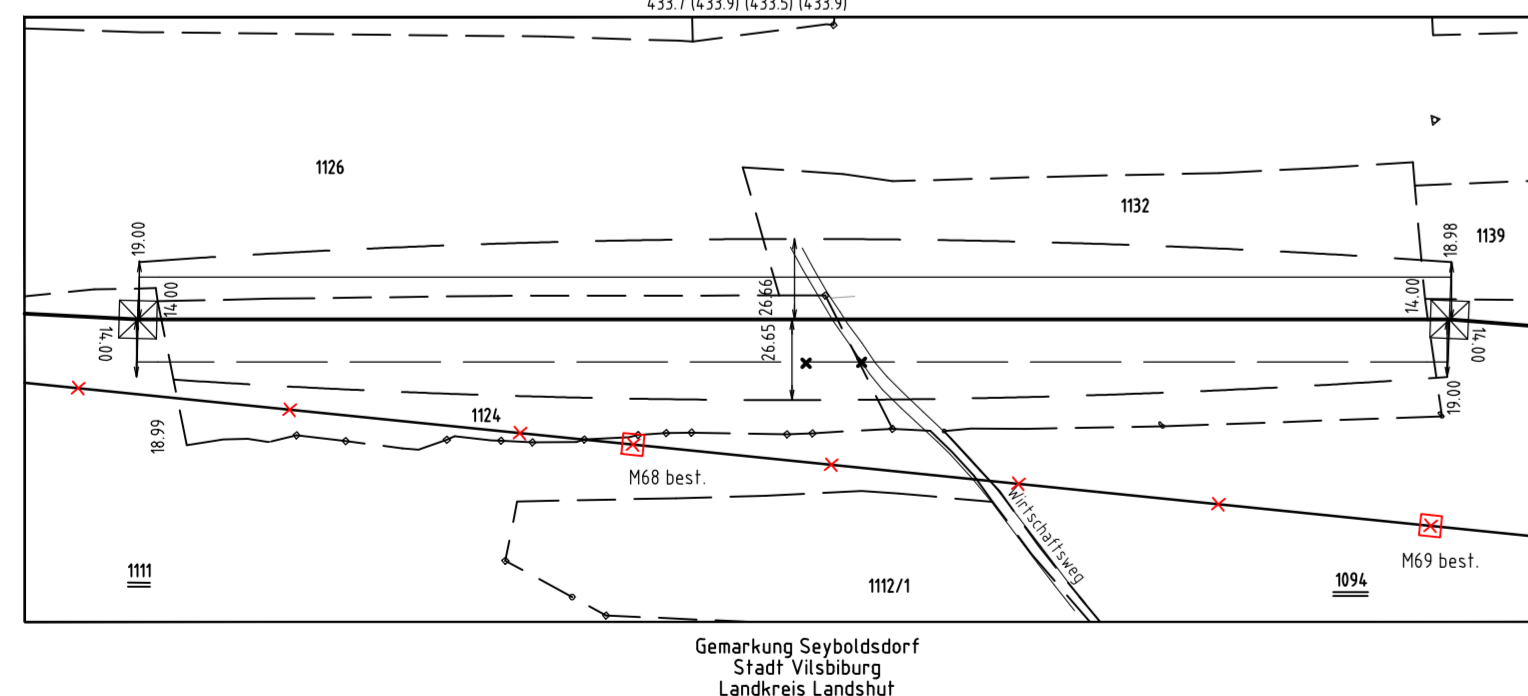 433.7 (433.9) (433.5) (433.9)
1126
1132
19.00
18.98
1139
14.00
26.66
14.00
14.00
26.65
14.00
1124
19.00
18.99
M68 best.
Wirtschaftsweg
M69 best.
1111
1112/1
1094
Gemarkung Seyboldsdorf
Stadt Vilsbiburg
Landkreis Landshut